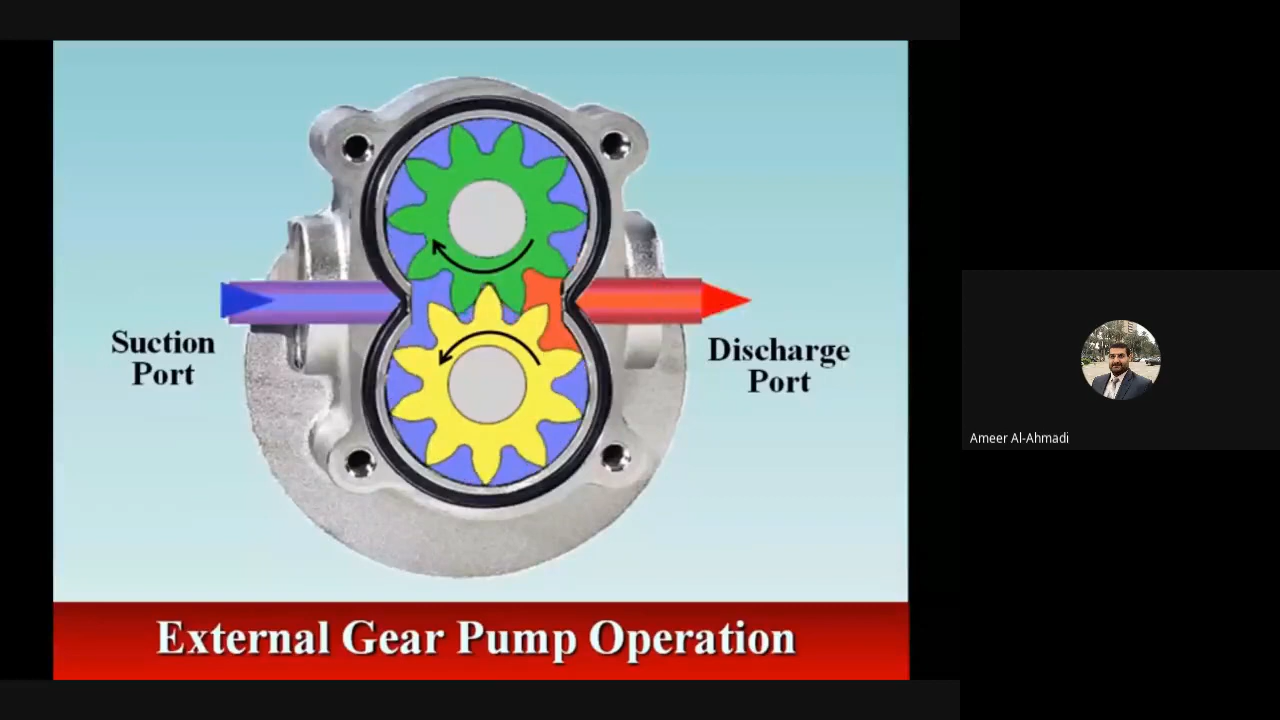 Suction
Port
Discharge
Port
External Gear Pump Operation
Ameer Al-Ahmadi